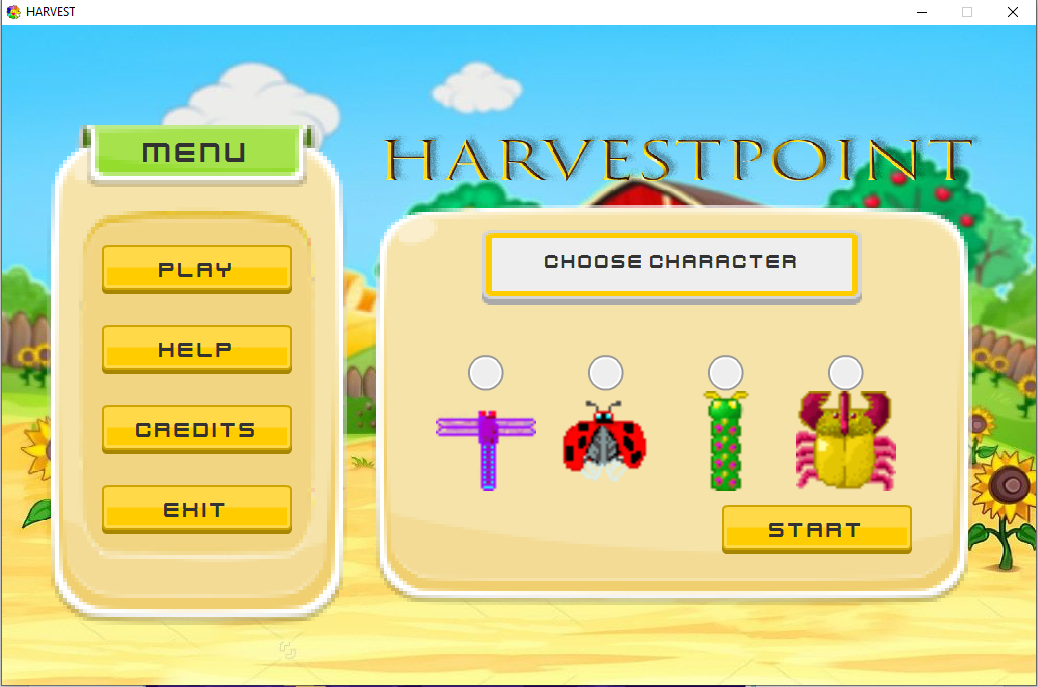 HARVEST
MENU
HARVESTPOINT
PLAY
HELP
CREDITS
EXIT
CHOOSE CHARACTER
START